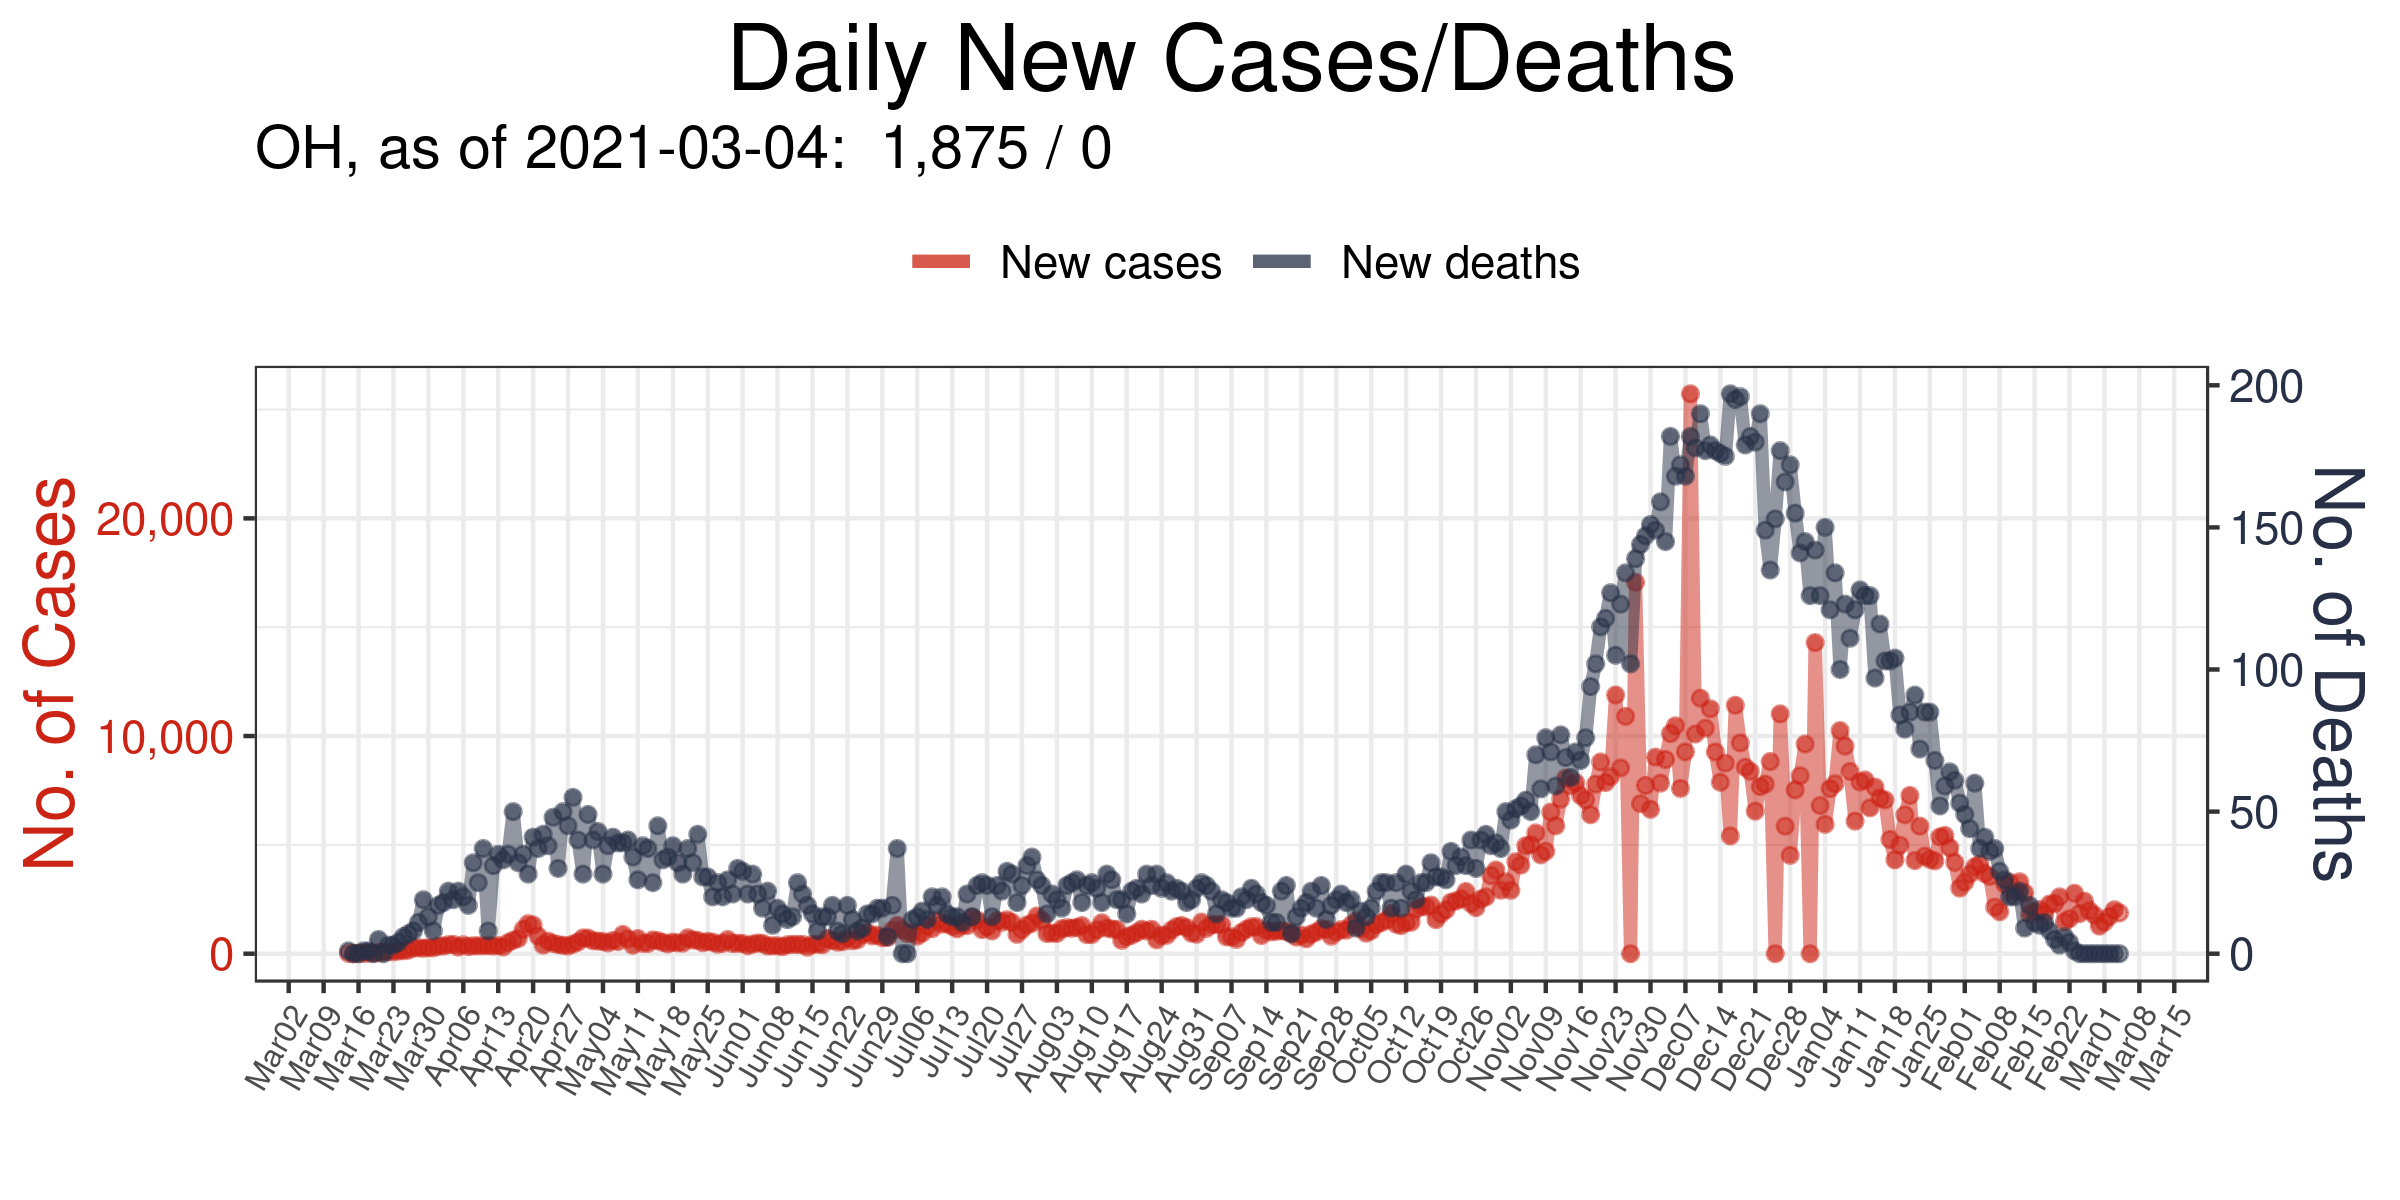 Daily New Cases/Deaths
OH, as of 2021-03-04:  1,875 / 0
New cases
New deaths
No. of Cases
20,000
10,000
0
200
150
100
50
0
No. of Deaths
Mar02
Mar09
Mar16
Mar23
Mar30
Apr06
Apr13
Apr20
Apr27
May04
May11
May18
May25
Jun01
Jun08
Jun15
Jun22
Jun29
Jul06
Jul13
Jul20
Jul27
Aug03
Aug10
Aug17
Aug24
Aug31
Sep07
Sep14
Sep21
Sep28
Oct05
Oct12
Oct19
Oct26
Nov02
Nov09
Nov16
Nov23
Nov30
Dec07
Dec14
Dec21
Dec28
Jan04
Jan11
Jan18
Jan25
Feb01
Feb08
Feb15
Feb22
Mar01
Mar08
Mar15